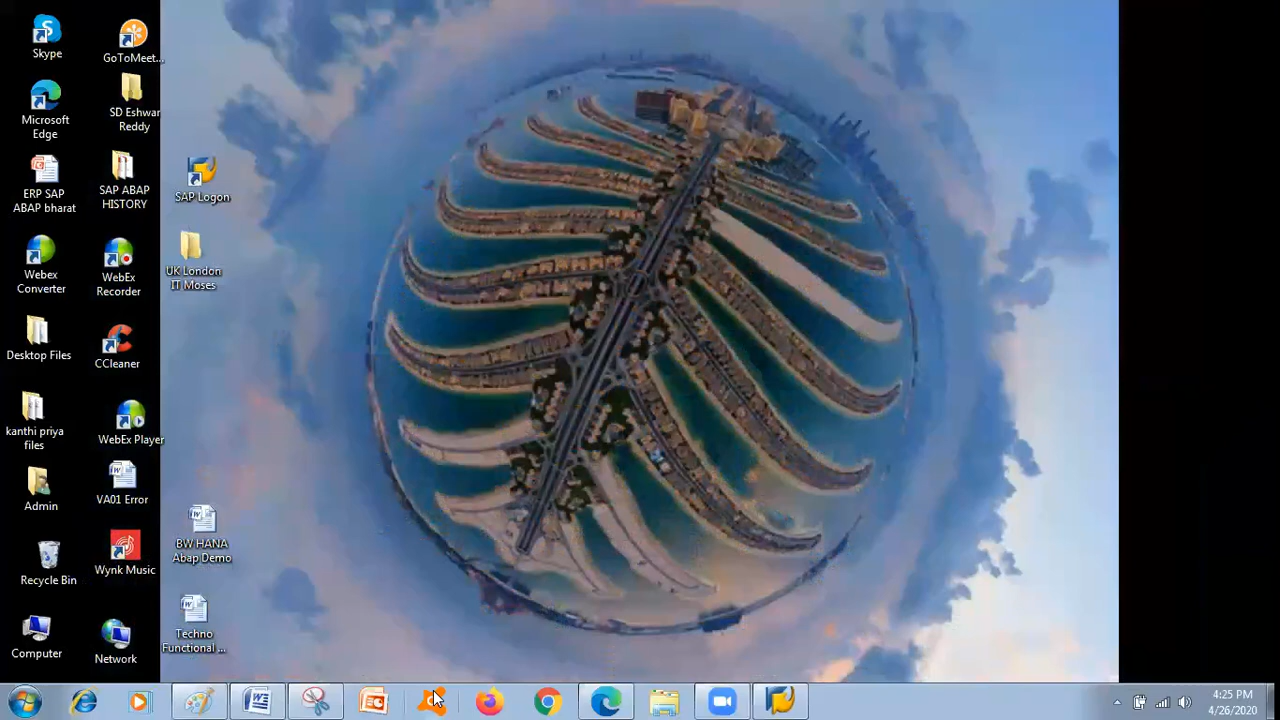 Skype
GoToMeet...
Microsoft
Edge
SD Eshwar
Reddy
ERP SAP
ABAP bharat
SAP ABAP
HISTORY
SAP Logon
Webex
Converter
WebEx
Recorder
UK London
IT Moses
Desktop Files
CCleaner
kanthi priya
files
WebEx Player
Admin
VA01 Error
Recycle Bin
Wynk Music
BW HANA
Abap Demo
Computer
Network
Techno
Functional ...
4:25 PM
4/26/2020